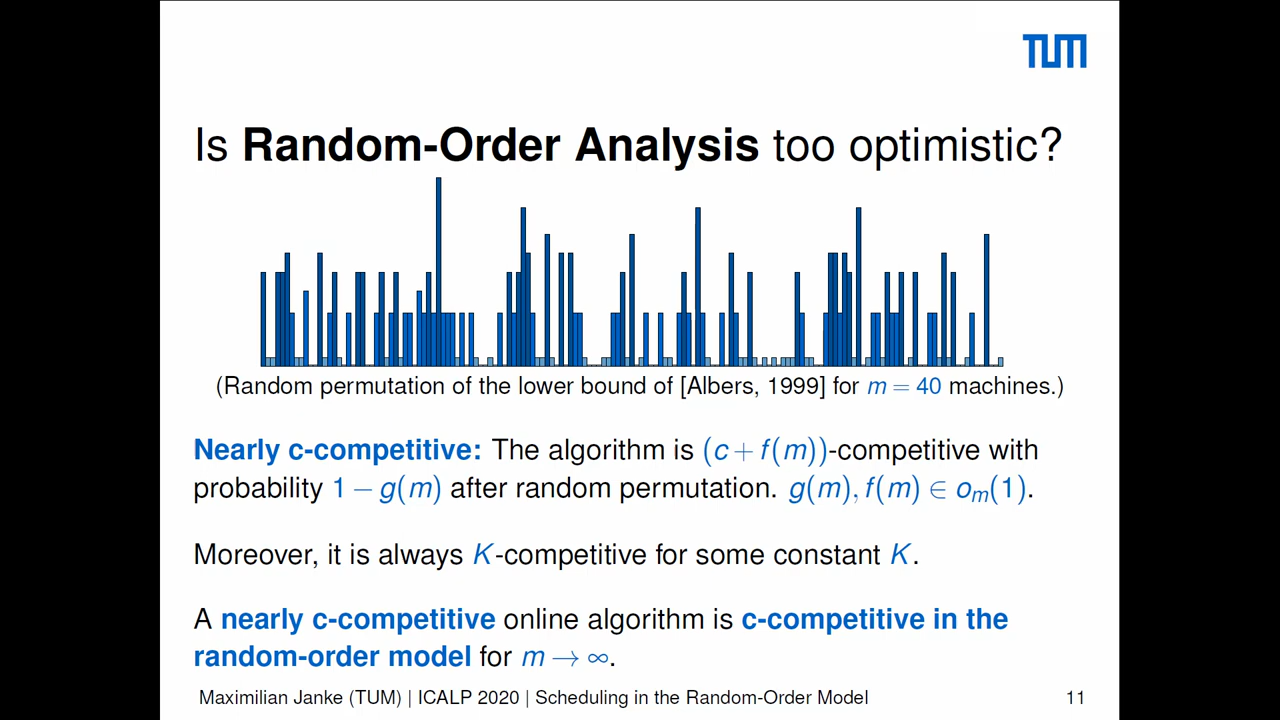 TUM
Is Random-Order Analysis too optimistic?
(Random permutation of the lower bound of [Albers, 1999] for m = 40 machines.)
Nearly c-competitive: The algorithm is (c + f(m))-competitive with
probability 1 − g(m) after random permutation. g(m), f(m) ∈ oₘ(1).
Moreover, it is always K-competitive for some constant K.
A nearly c-competitive online algorithm is c-competitive in the
random-order model for m → ∞.
Maximilian Janke (TUM) | ICALP 2020 | Scheduling in the Random-Order Model 11